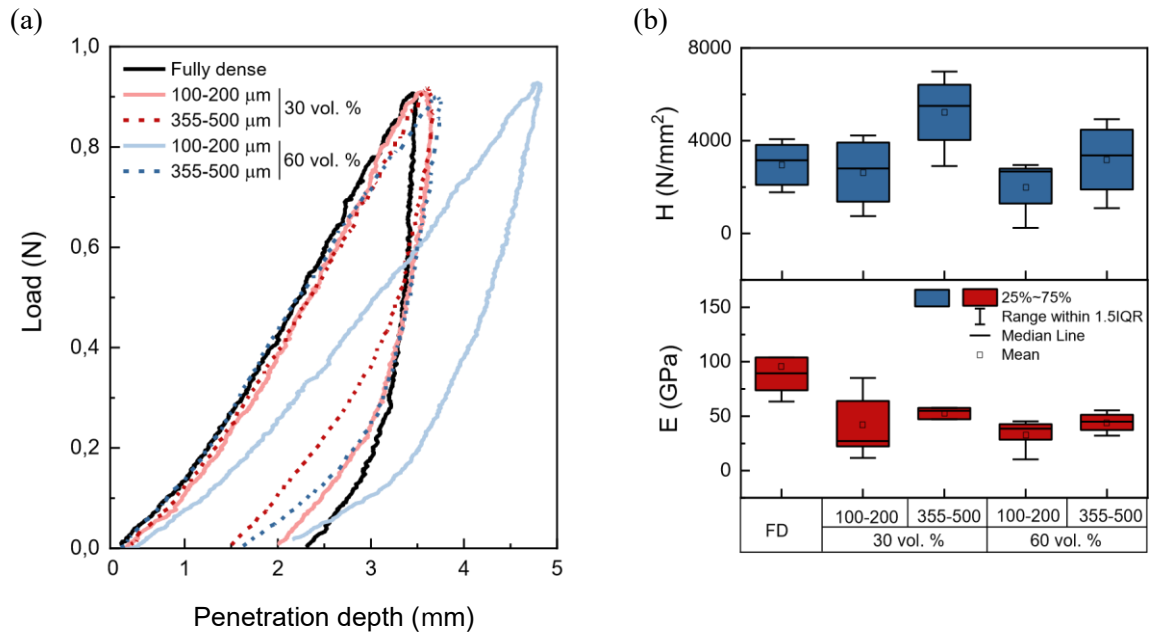 (a)
1,0
0,8
0,6
0,4
0,2
0,0
Load (N)
Fully dense
100-200 μm
355-500 μm
30 vol. %
100-200 μm
355-500 μm
60 vol. %
0 1 2 3 4 5
Penetration depth (mm)
(b)
8000
4000
0
H (N/mm²)
25%~75%
Range within 1.5IQR
Median Line
Mean
150
100
50
0
E (GPa)
FD
100-200 355-500 100-200 355-500
30 vol. % 60 vol. %